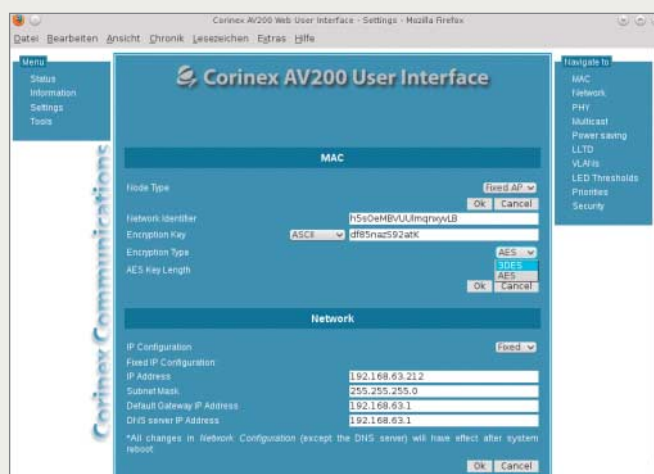 Corinex AV200 Web User Interface - Settings - Mozilla Firefox
Datei Bearbeiten Ansicht Chronik Lesezeichen Extras Hilfe
Menu
Status
Information
Settings
Tools
Corinex Communications
Corinex AV200 User Interface
MAC
Node Type Fixed AP
Ok Cancel
Network Identifier
Encryption Key ASCII df85naz592atK
Encryption Type AES
3DES
AES
AES Key Length
Ok Cancel
Network
IP Configuration Fixed
Fixed IP Configuration
IP Address 192.168.63.212
Subnet Mask 255.255.255.0
Default Gateway IP Address 192.168.63.1
DNS server IP Address 192.168.63.1
*All changes in Network Configuration (except the DNS server) will have effect after system
reboot
Ok Cancel
Navigate to
MAC
Network
PHY
Multicast
Power saving
LLTD
VLANs
LED Thresholds
Priorities
Security